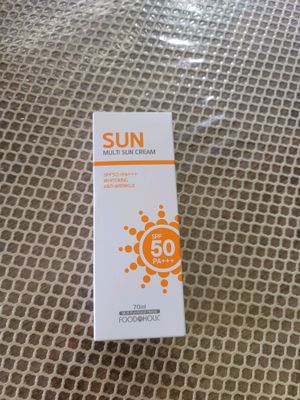 SUN
MULTI SUN CREAM
SPF50+/PA+++
WHITENING
ANTI-WRINKLE
SPF
50
PA+++
70ml
FOODAHOLIC